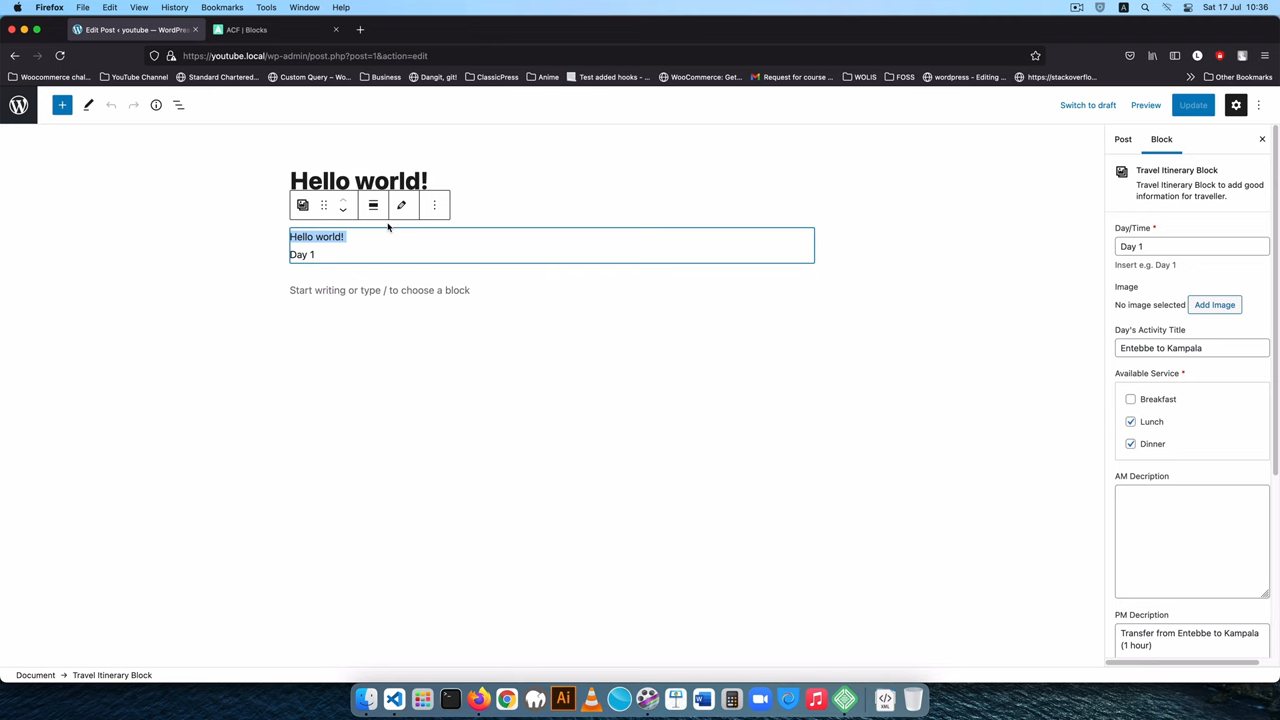 Firefox File Edit View History Bookmarks Tools Window Help
A
Sat 17 Jul 10:36
Edit Post ‹ youtube — WordPres
ACF | Blocks
https://youtube.local/wp-admin/post.php?post=1&action=edit
Woocommerce chal... YouTube Channel Standard Chartered... Custom Query – Wo... Business Dangit, git! ClassicPress Anime Test added hooks – ... WooCommerce: Get... Request for course ... WOLIS FOSS wordpress - Editing ... https://stackoverflo... Other Bookmarks
Switch to draft Preview Update
Post Block
Travel Itinerary Block
Travel Itinerary Block to add good
information for traveller.
Hello world!
Hello world!
Day 1
Start writing or type / to choose a block
Day/Time *
Day 1
Insert e.g. Day 1
Image
No image selected Add Image
Day's Activity Title
Entebbe to Kampala
Available Service *
Breakfast
Lunch
Dinner
AM Decription
PM Decription
Transfer from Entebbe to Kampala
(1 hour)
Document → Travel Itinerary Block